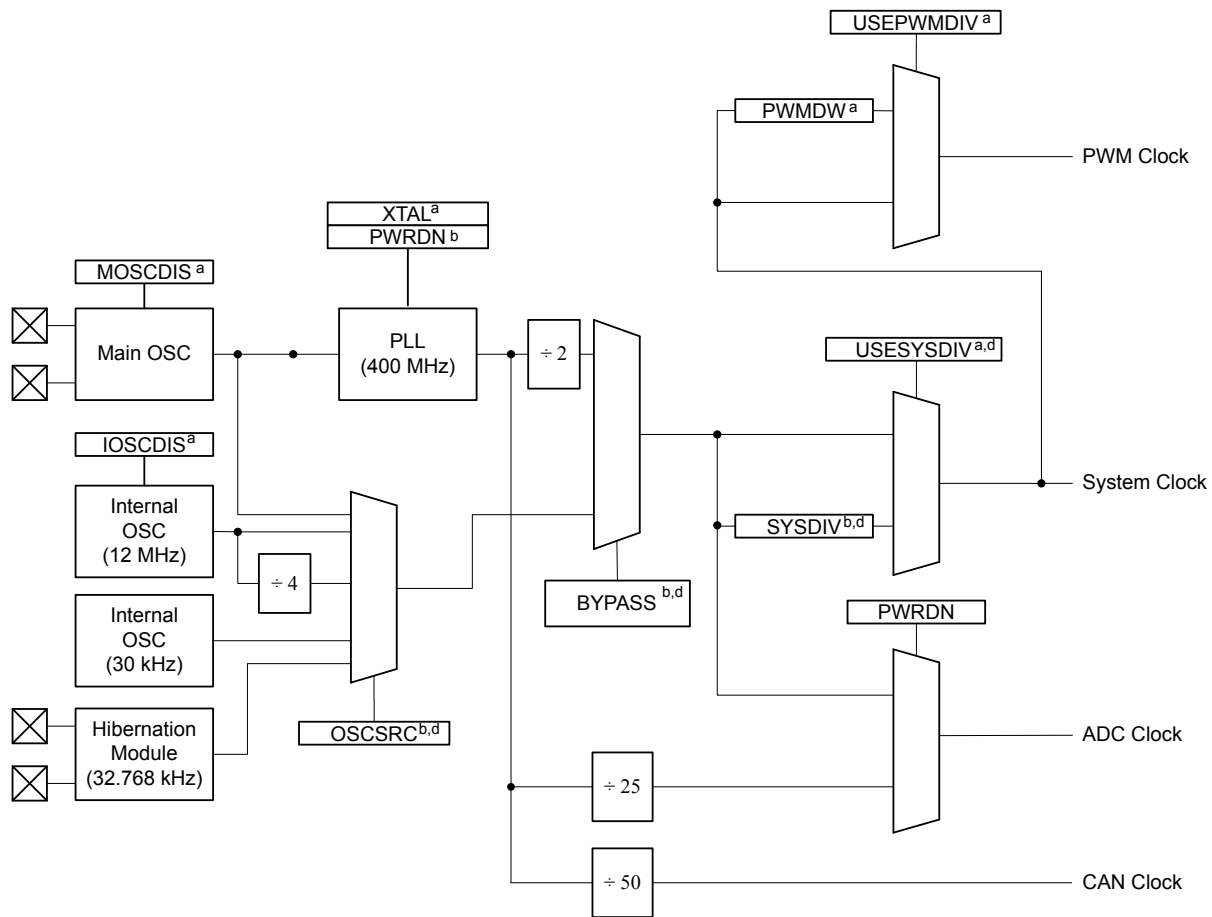 USEPWMDIV a
PWMDW a
PWM Clock
XTAL a
PWRDN b
MOSCDIS a
Main OSC
PLL
(400 MHz)
÷ 2
USESYSDIV a,d
IOSCDIS a
Internal
OSC
(12 MHz)
÷ 4
System Clock
SYSDIV b,d
BYPASS b,d
Internal
OSC
(30 kHz)
PWRDN
OSCSRC b,d
Hibernation
Module
(32.768 kHz)
ADC Clock
÷ 25
÷ 50
CAN Clock